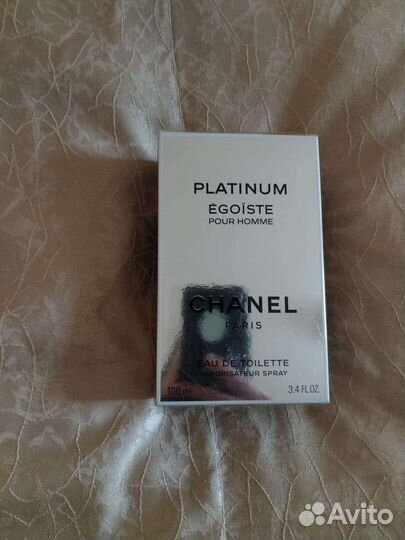 PLATINUM
ÉGOÏSTE
POUR HOMME
CHANEL
PARIS
EAU DE TOILETTE
VAPORISATEUR SPRAY
100 ml 3.4 FL.OZ.
Avito